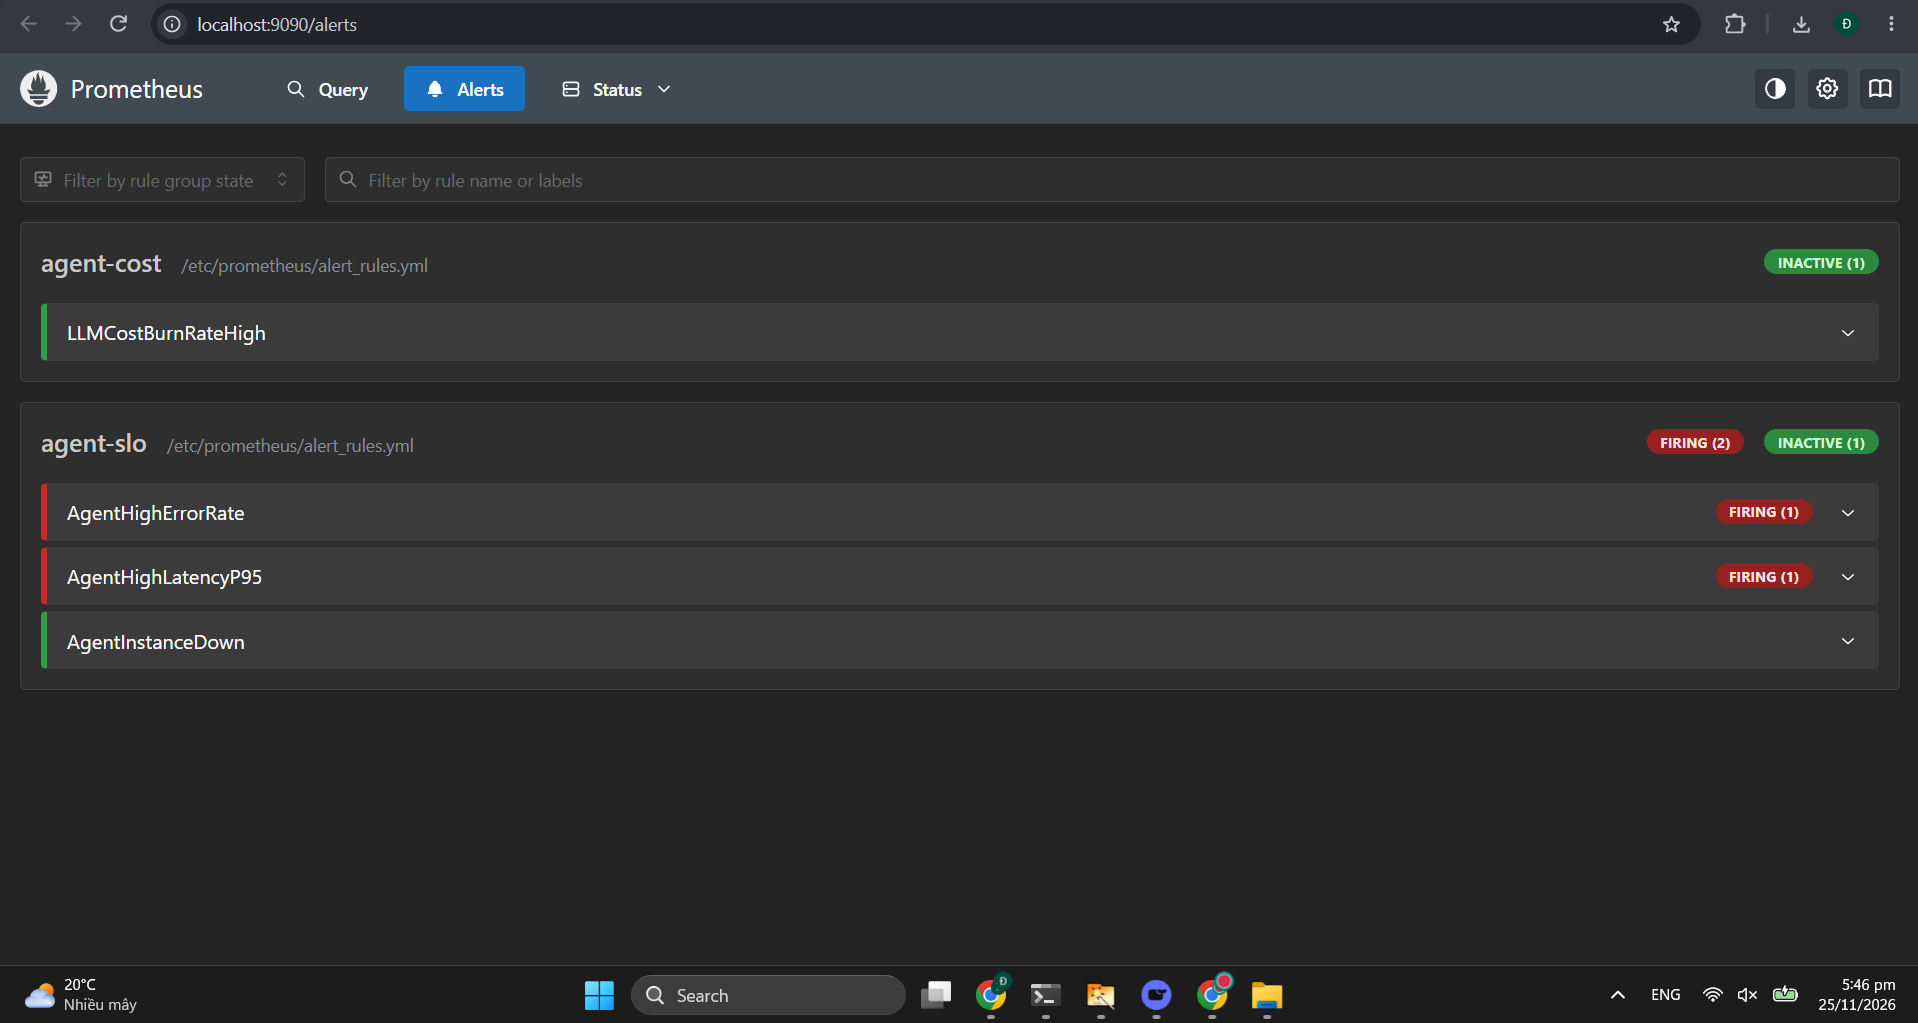 localhost:9090/alerts
Đ
Prometheus
Query
Alerts
Status
Filter by rule group state
Filter by rule name or labels
agent-cost /etc/prometheus/alert_rules.yml INACTIVE (1)
LLMCostBurnRateHigh
agent-slo /etc/prometheus/alert_rules.yml FIRING (2) INACTIVE (1)
AgentHighErrorRate FIRING (1)
AgentHighLatencyP95 FIRING (1)
AgentInstanceDown
20°C
Nhiều mây
Search
Đ
ENG
5:46 pm
25/11/2026